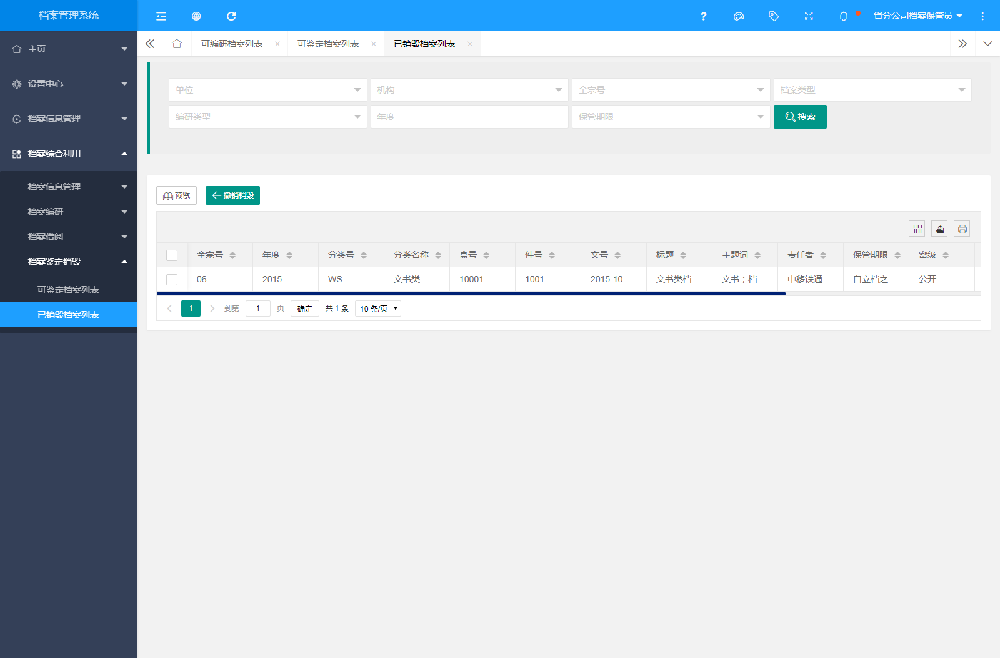 档案管理系统
?
省分公司档案保管员
主页
设置中心
档案信息管理
档案综合利用
档案信息管理
档案编研
档案借阅
档案鉴定销毁
可鉴定档案列表
已销毁档案列表
可编研档案列表 可鉴定档案列表 已销毁档案列表
单位 机构 全宗号 档案类型
编研类型 年度 保管期限 搜索
预览 撤销销毁
全宗号 年度 分类号 分类名称 盒号 件号 文号 标题 主题词 责任者 保管期限 密级
06 2015 WS 文书类 10001 1001 2015-10-... 文书类档... 文书；档... 中移铁通 自立档之... 公开
1 到第 1 页 确定 共 1 条 10 条/页